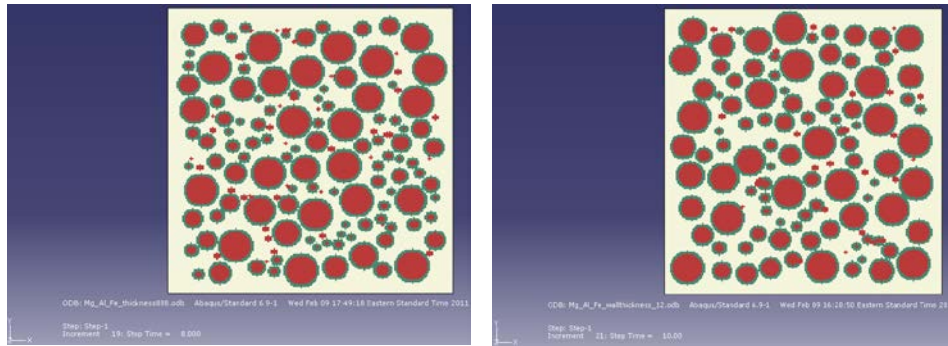 ODB: Mg_Al_Fe_thickness888.odb Abaqus/Standard 6.9-1 Wed Feb 09 17:49:18 Eastern Standard Time 2011
Step: Step-1
Increment 19: Step Time = 8.000
X
ODB: Mg_Al_Fe_wallthickness_12.odb Abaqus/Standard 6.9-1 Wed Feb 09 16:28:50 Eastern Standard Time 20
Step: Step-1
Increment 21: Step Time = 10.00
X